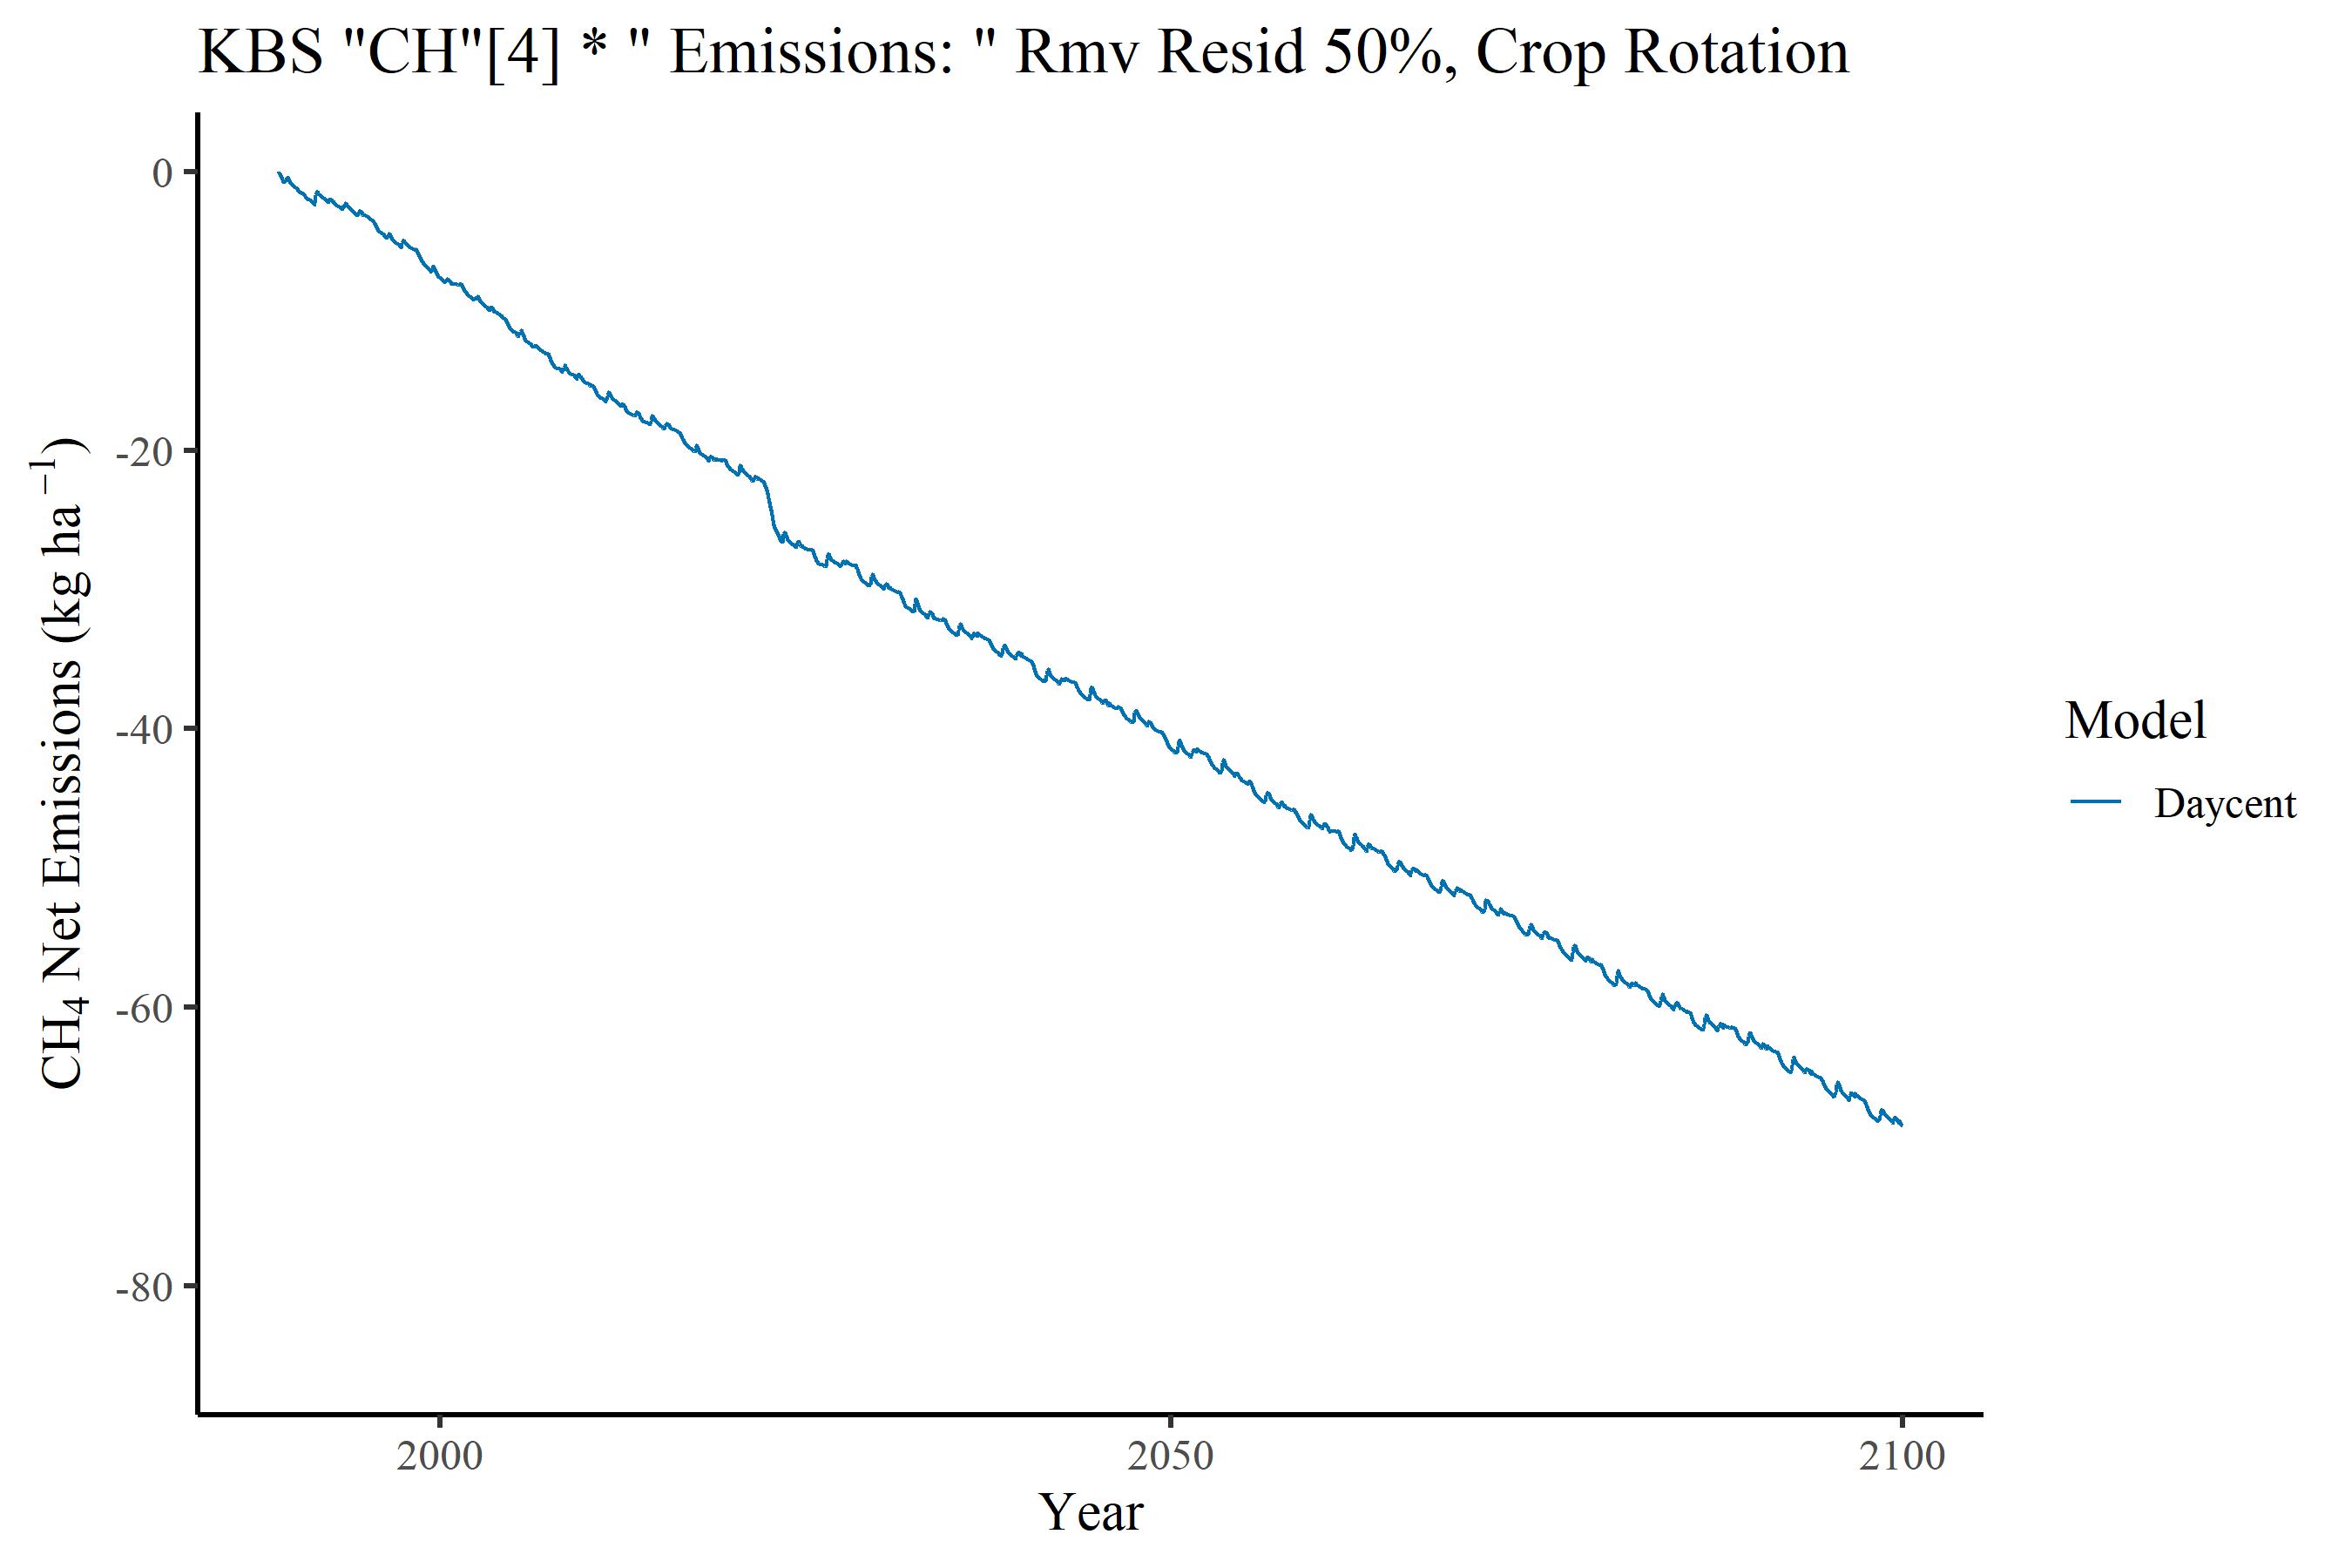 KBS "CH"[4] * " Emissions: " Rmv Resid 50%, Crop Rotation
CH₄ Net Emissions (kg ha ⁻¹)
0
-20
-40
-60
-80
2000
2050
2100
Year
Model
Daycent